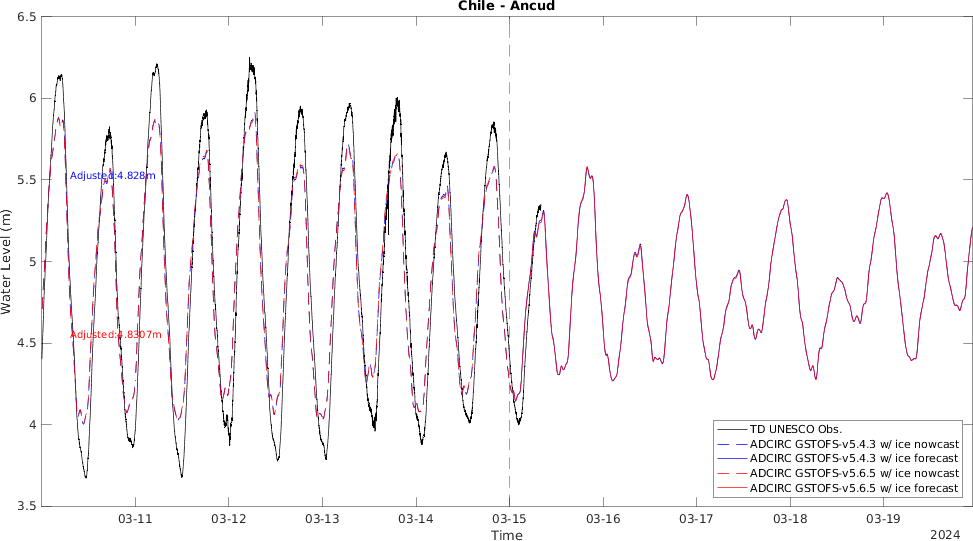 Chile - Ancud
6.5
6
5.5
5
4.5
4
3.5
Water Level (m)
Adjusted:4.828m
Adjusted:4.8307m
TD UNESCO Obs.
ADCIRC GSTOFS-v5.4.3 w/ ice nowcast
ADCIRC GSTOFS-v5.4.3 w/ ice forecast
ADCIRC GSTOFS-v5.6.5 w/ ice nowcast
ADCIRC GSTOFS-v5.6.5 w/ ice forecast
03-11 03-12 03-13 03-14 03-15 03-16 03-17 03-18 03-19
Time
2024